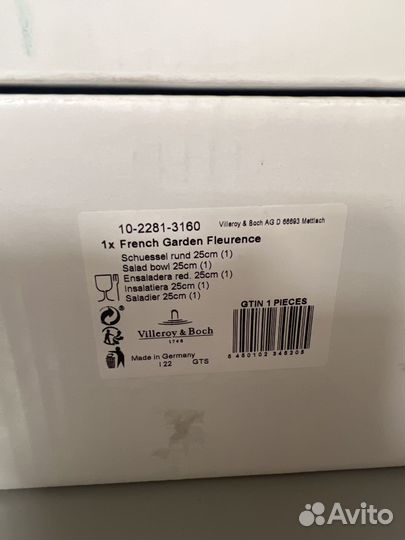 10-2281-3160 Villeroy & Boch AG D 66693 Mettlach
1x French Garden Fleurence
Schuessel rund 25cm (1)
Salad bowl 25cm (1)
Ensaladera red. 25cm (1)
Insalatiera 25cm (1)
Saladier 25cm (1)
GTIN 1 PIECES
Villeroy & Boch
1748
Made in Germany
I 22 GTS
Avito